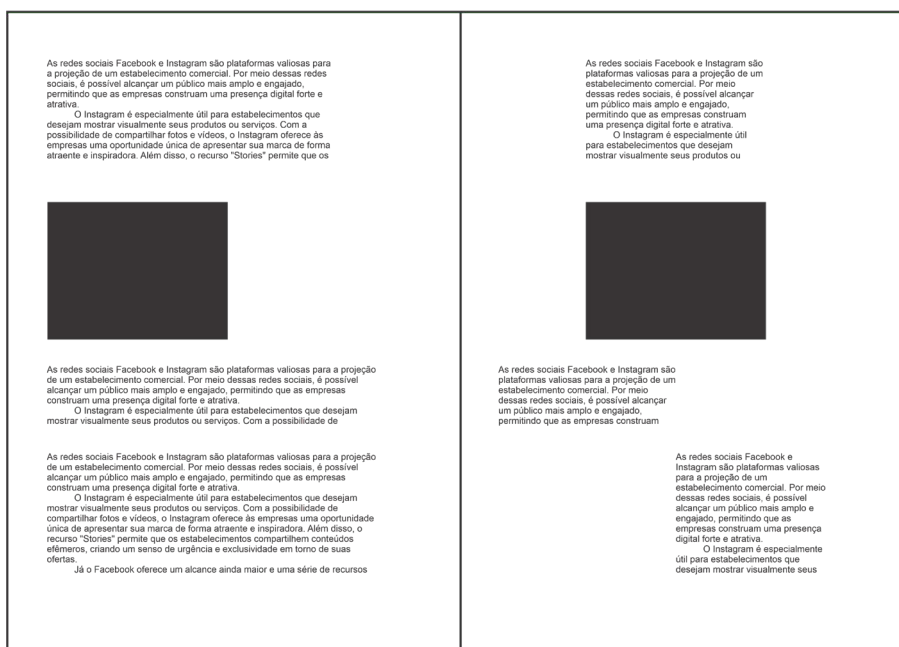 As redes sociais Facebook e Instagram são plataformas valiosas para
a projeção de um estabelecimento comercial. Por meio dessas redes
sociais, é possível alcançar um público mais amplo e engajado,
permitindo que as empresas construam uma presença digital forte e
atrativa.
O Instagram é especialmente útil para estabelecimentos que
desejam mostrar visualmente seus produtos ou serviços. Com a
possibilidade de compartilhar fotos e vídeos, o Instagram oferece às
empresas uma oportunidade única de apresentar sua marca de forma
atraente e inspiradora. Além disso, o recurso "Stories" permite que os
As redes sociais Facebook e Instagram são plataformas valiosas para a projeção
de um estabelecimento comercial. Por meio dessas redes sociais, é possível
alcançar um público mais amplo e engajado, permitindo que as empresas
construam uma presença digital forte e atrativa.
O Instagram é especialmente útil para estabelecimentos que desejam
mostrar visualmente seus produtos ou serviços. Com a possibilidade de
As redes sociais Facebook e Instagram são plataformas valiosas para a projeção
de um estabelecimento comercial. Por meio dessas redes sociais, é possível
alcançar um público mais amplo e engajado, permitindo que as empresas
construam uma presença digital forte e atrativa.
O Instagram é especialmente útil para estabelecimentos que desejam
mostrar visualmente seus produtos ou serviços. Com a possibilidade de
compartilhar fotos e vídeos, o Instagram oferece às empresas uma oportunidade
única de apresentar sua marca de forma atraente e inspiradora. Além disso, o
recurso "Stories" permite que os estabelecimentos compartilhem conteúdos
efêmeros, criando um senso de urgência e exclusividade em torno de suas
ofertas.
Já o Facebook oferece um alcance ainda maior e uma série de recursos
As redes sociais Facebook e Instagram são
plataformas valiosas para a projeção de um
estabelecimento comercial. Por meio
dessas redes sociais, é possível alcançar
um público mais amplo e engajado,
permitindo que as empresas construam
uma presença digital forte e atrativa.
O Instagram é especialmente útil
para estabelecimentos que desejam
mostrar visualmente seus produtos ou
As redes sociais Facebook e Instagram são
plataformas valiosas para a projeção de um
estabelecimento comercial. Por meio
dessas redes sociais, é possível alcançar
um público mais amplo e engajado,
permitindo que as empresas construam
As redes sociais Facebook e
Instagram são plataformas valiosas
para a projeção de um
estabelecimento comercial. Por meio
dessas redes sociais, é possível
alcançar um público mais amplo e
engajado, permitindo que as
empresas construam uma presença
digital forte e atrativa.
O Instagram é especialmente
útil para estabelecimentos que
desejam mostrar visualmente seus